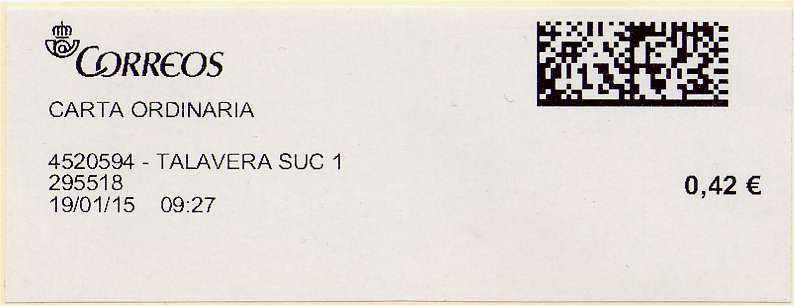 CORREOS
CARTA ORDINARIA
4520594 - TALAVERA SUC 1
295518
19/01/15 09:27
0,42 €